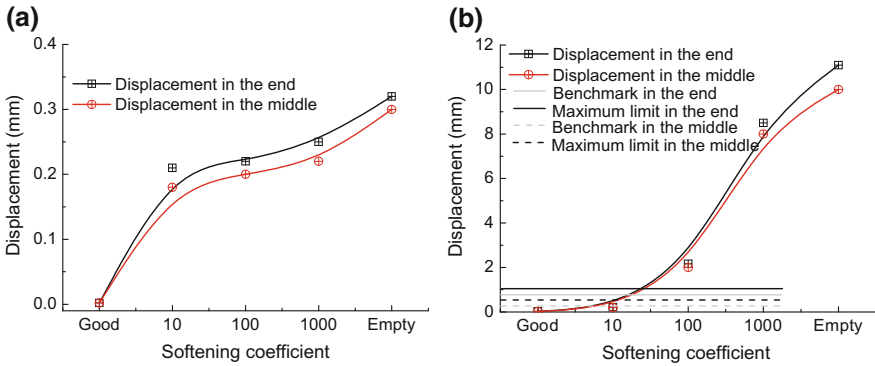 (a)
0.4
0.3
0.2
0.1
0.0
Displacement (mm)
Displacement in the end
Displacement in the middle
Good 10 100 1000 Empty
Softening coefficient
(b)
12
10
8
6
4
2
0
Displacement (mm)
Displacement in the end
Displacement in the middle
Benchmark in the end
Maximum limit in the end
Benchmark in the middle
Maximum limit in the middle
Good 10 100 1000 Empty
Softening coefficient